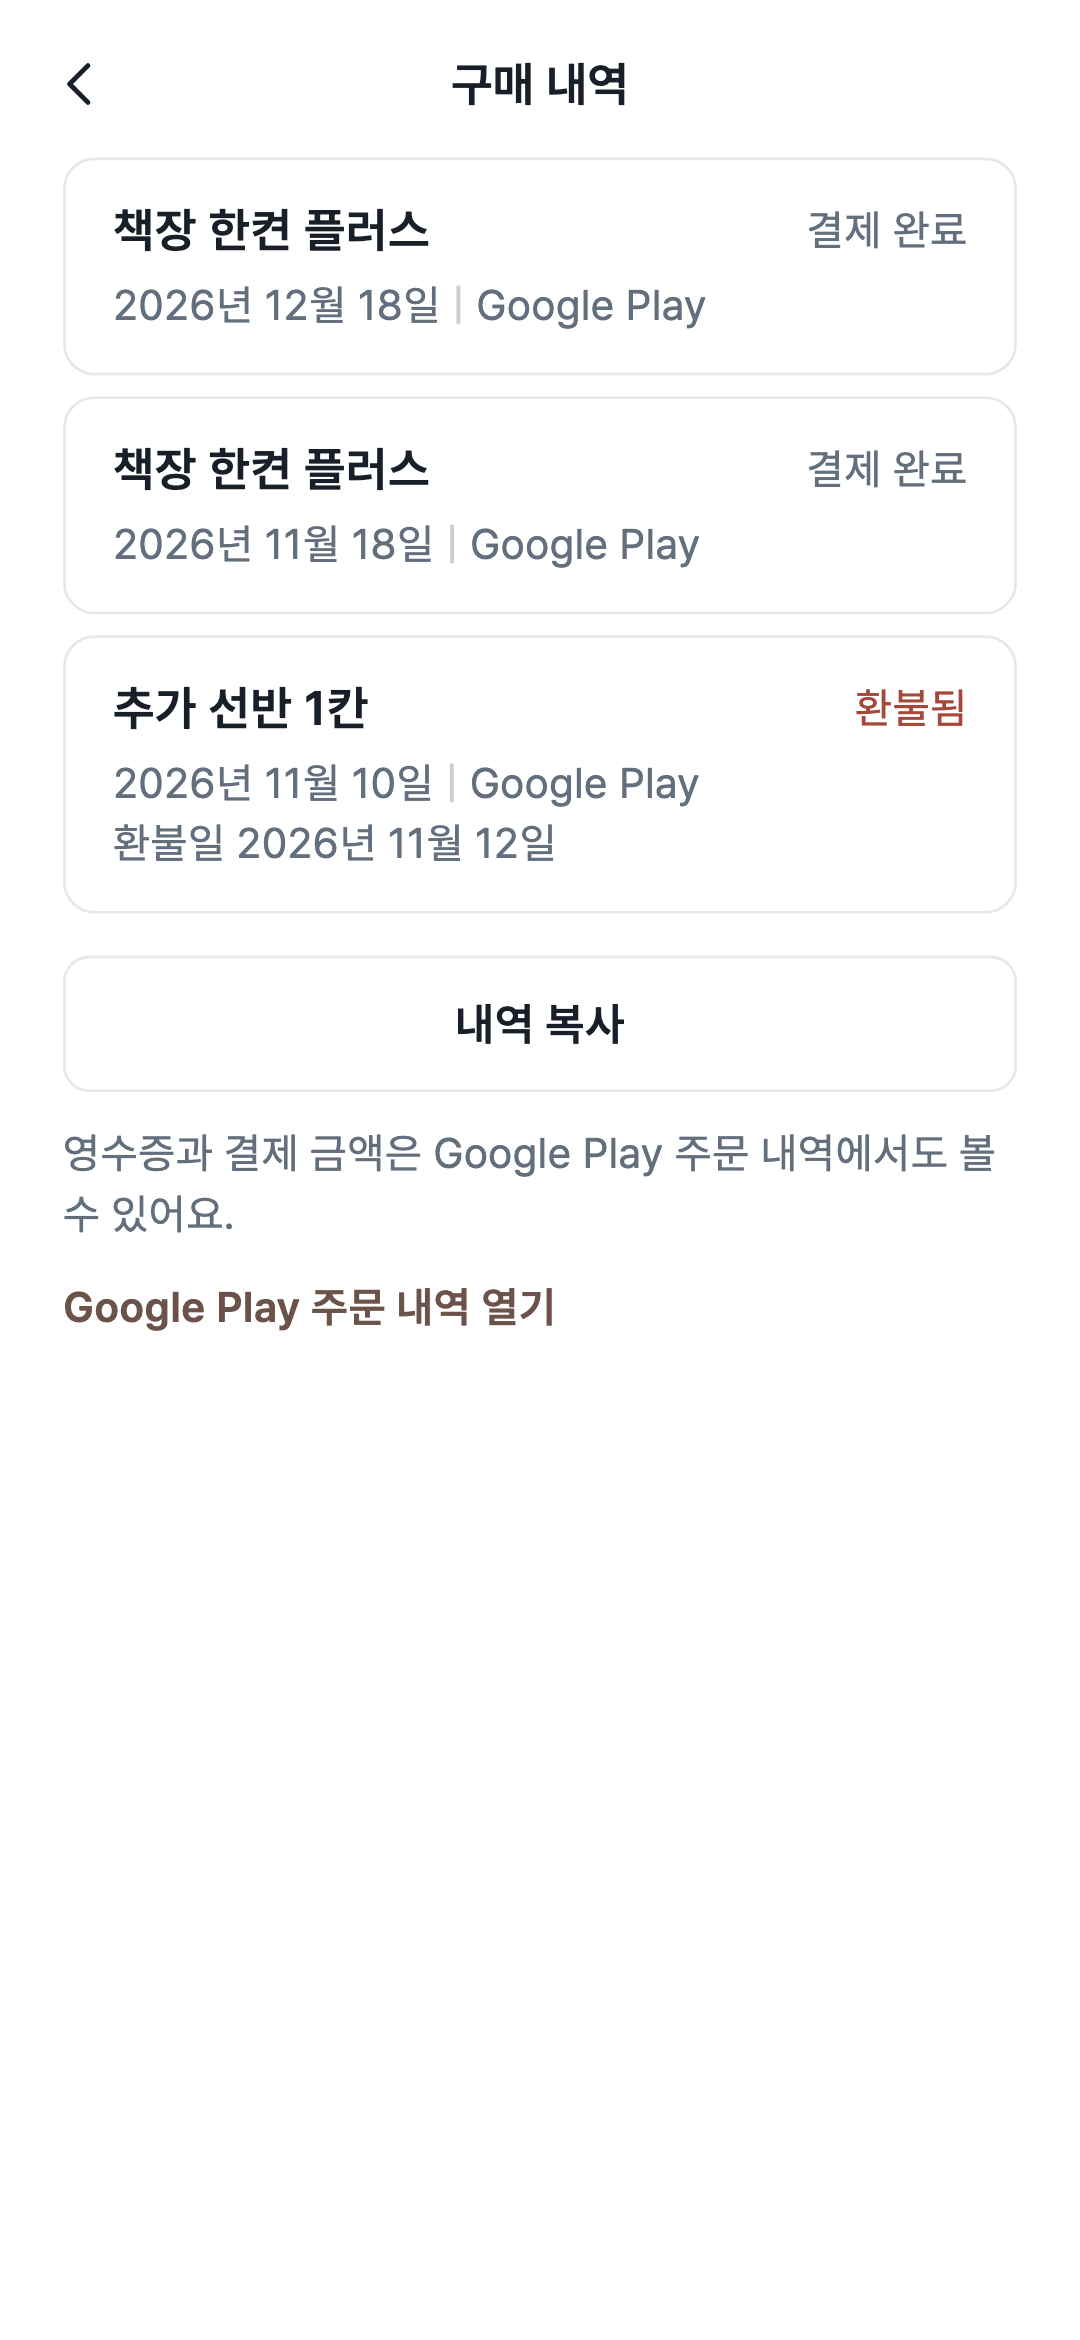 구매 내역
책장 한켠 플러스
결제 완료
2026년 12월 18일 | Google Play
책장 한켠 플러스
결제 완료
2026년 11월 18일 | Google Play
추가 선반 1칸
환불됨
2026년 11월 10일 | Google Play
환불일 2026년 11월 12일
내역 복사
영수증과 결제 금액은 Google Play 주문 내역에서도 볼
수 있어요.
Google Play 주문 내역 열기